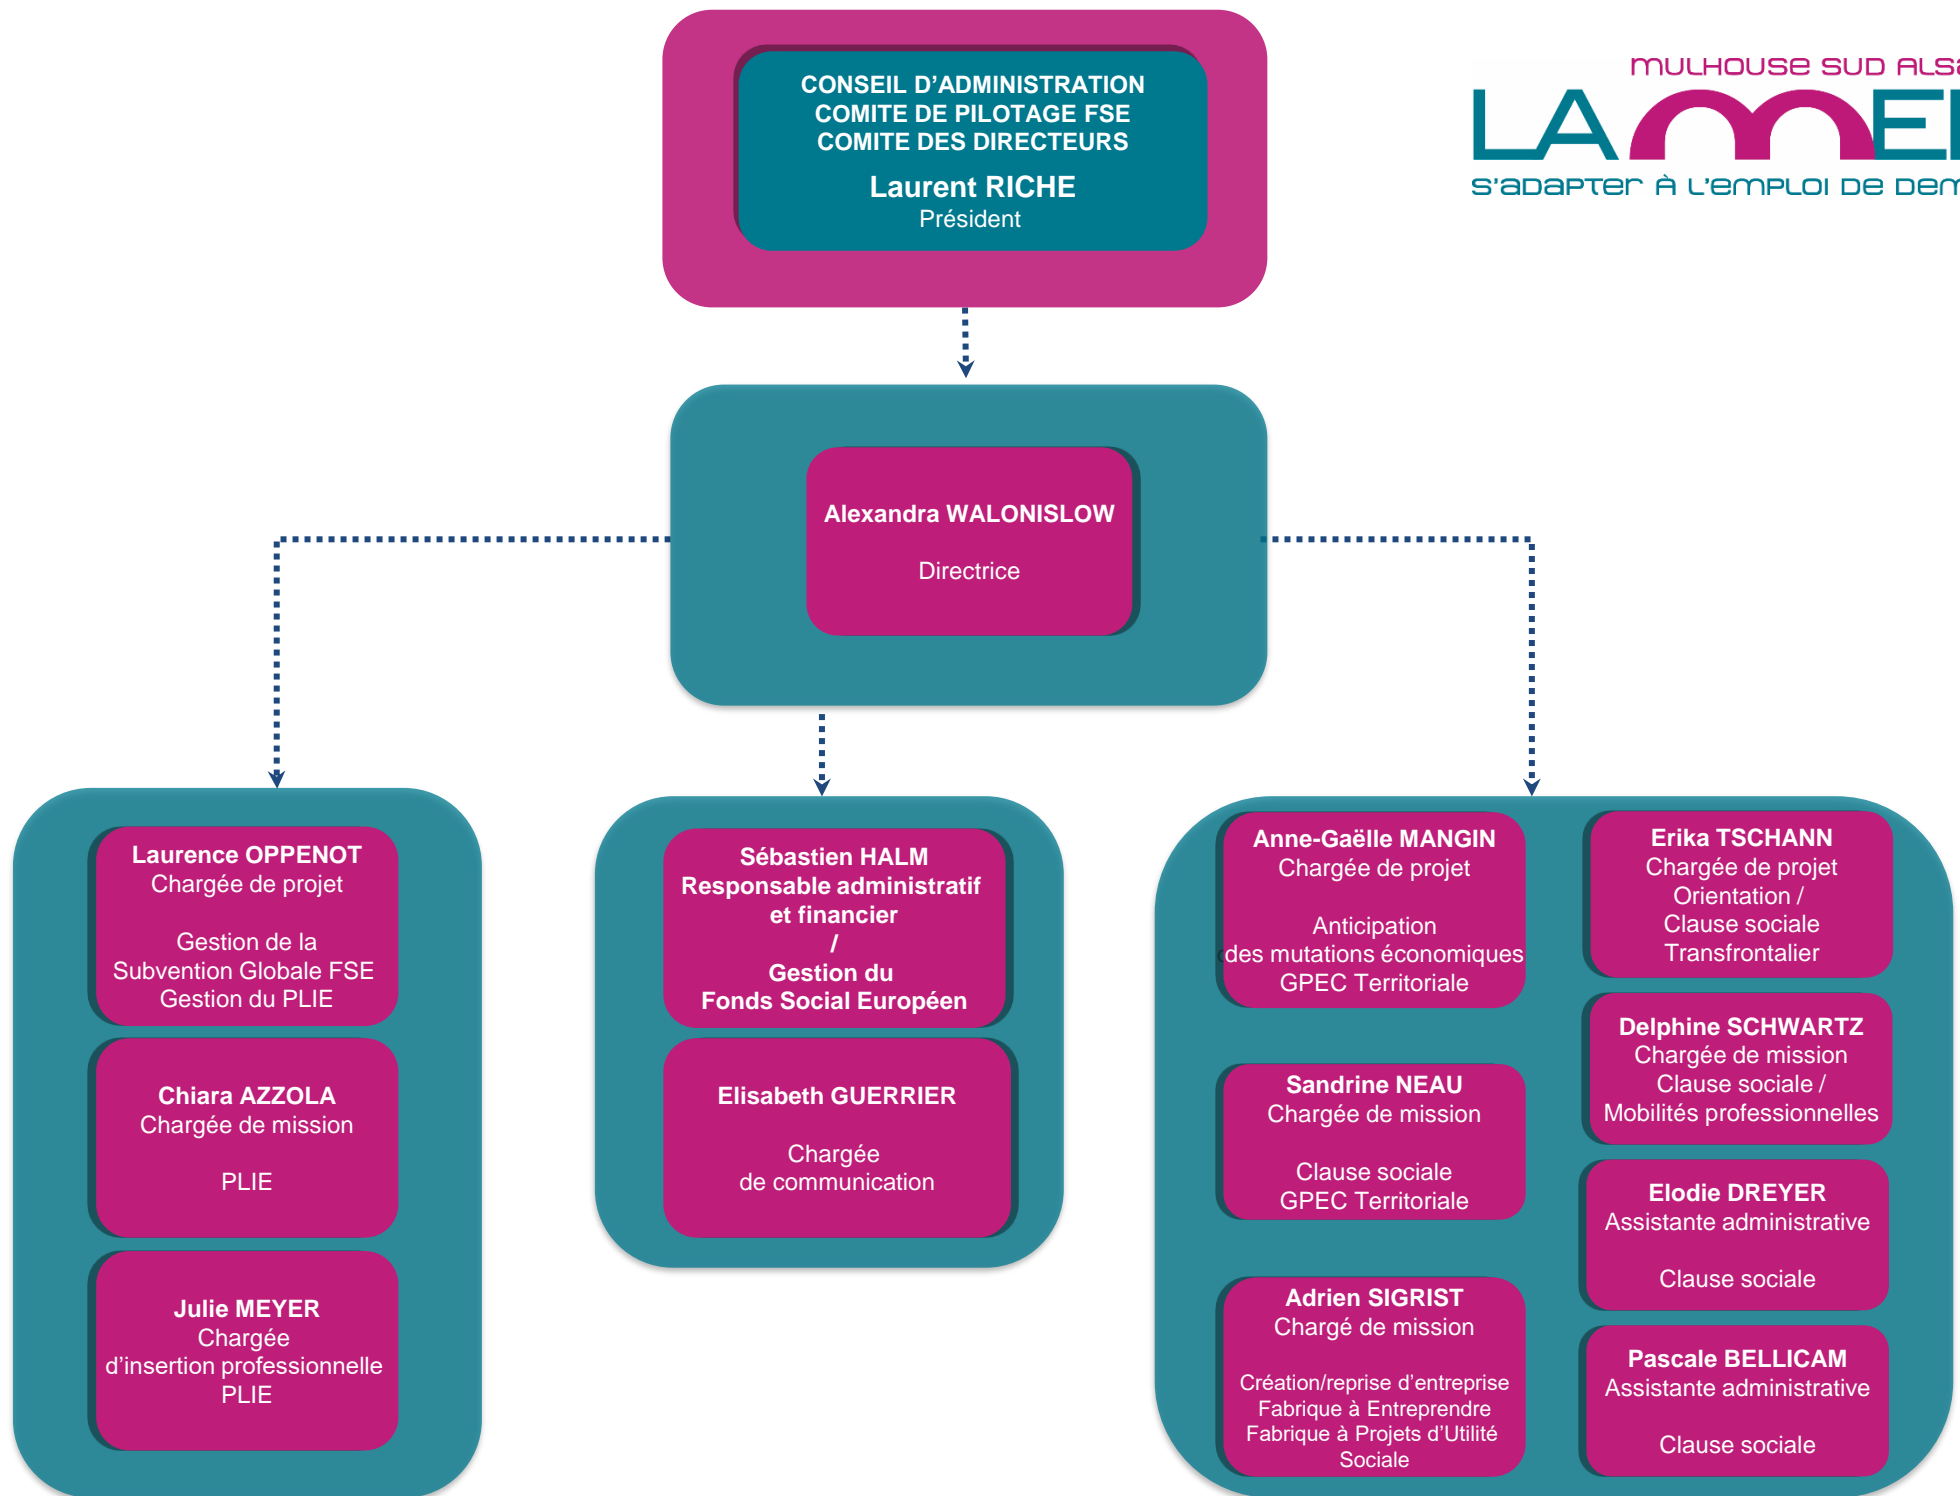 CONSEIL D'ADMINISTRATION
COMITE DE PILOTAGE FSE
COMITE DES DIRECTEURS
Laurent RICHE
Président
MULHOUSE SUD
LA
S'ADAPTER À L'EMPLOI DE
Alexandra WALONISLOW
Directrice
Laurence OPPENOT
Chargée de projet
Gestion de la
Subvention Globale FSE
Gestion du PLIE
Chiara AZZOLA
Chargée de mission
PLIE
Julie MEYER
Chargée
d'insertion professionnelle
PLIE
Sébastien HALM
Responsable administratif
et financier
/
Gestion du
Fonds Social Européen
Elisabeth GUERRIER
Chargée
de communication
Anne-Gaëlle MANGIN
Chargée de projet
Anticipation
des mutations économiques
GPEC Territoriale
Sandrine NEAU
Chargée de mission
Clause sociale
GPEC Territoriale
Adrien SIGRIST
Chargé de mission
Création/reprise d'entreprise
Fabrique à Entreprendre
Fabrique à Projets d'Utilité
Sociale
Erika TSCHANN
Chargée de projet
Orientation /
Clause sociale
Transfrontalier
Delphine SCHWARTZ
Chargée de mission
Clause sociale /
Mobilités professionnelles
Elodie DREYER
Assistante administrative
Clause sociale
Pascale BELLICAM
Assistante administrative
Clause sociale